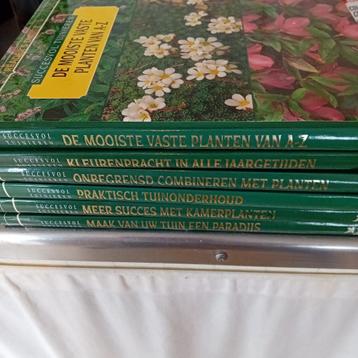 SUCCESVOL TUINIEREN
DE MOOISTE VASTE
PLANTEN VAN A-Z
SUCCESVOL
TUINIEREN
DE MOOISTE VASTE PLANTEN VAN A-Z
SUCCESVOL
TUINIEREN
KLEURENPRACHT IN ALLE JAARGETIJDEN
SUCCESVOL
TUINIEREN
ONBEGRENSD COMBINEREN MET PLANTEN
SUCCESVOL
TUINIEREN
PRAKTISCH TUINONDERHOUD
SUCCESVOL
TUINIEREN
MEER SUCCES MET KAMERPLANTEN
SUCCESVOL
TUINIEREN
MAAK VAN UW TUIN EEN PARADIJS